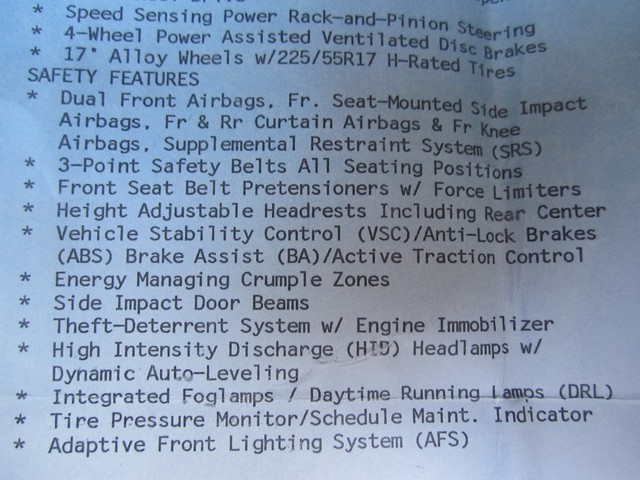 * Speed Sensing Power Rack-and-Pinion Steering
* 4-Wheel Power Assisted Ventilated Disc Brakes
* 17" Alloy Wheels w/225/55R17 H-Rated Tires
SAFETY FEATURES
* Dual Front Airbags, Fr. Seat-Mounted Side Impact
Airbags, Fr & Rr Curtain Airbags & Fr Knee
Airbags, Supplemental Restraint System (SRS)
* 3-Point Safety Belts All Seating Positions
* Front Seat Belt Pretensioners w/ Force Limiters
* Height Adjustable Headrests Including Rear Center
* Vehicle Stability Control (VSC)/Anti-Lock Brakes
(ABS) Brake Assist (BA)/Active Traction Control
* Energy Managing Crumple Zones
* Side Impact Door Beams
* Theft-Deterrent System w/ Engine Immobilizer
* High Intensity Discharge (HID) Headlamps w/
Dynamic Auto-Leveling
* Integrated Foglamps / Daytime Running Lamps (DRL)
* Tire Pressure Monitor/Schedule Maint. Indicator
* Adaptive Front Lighting System (AFS)